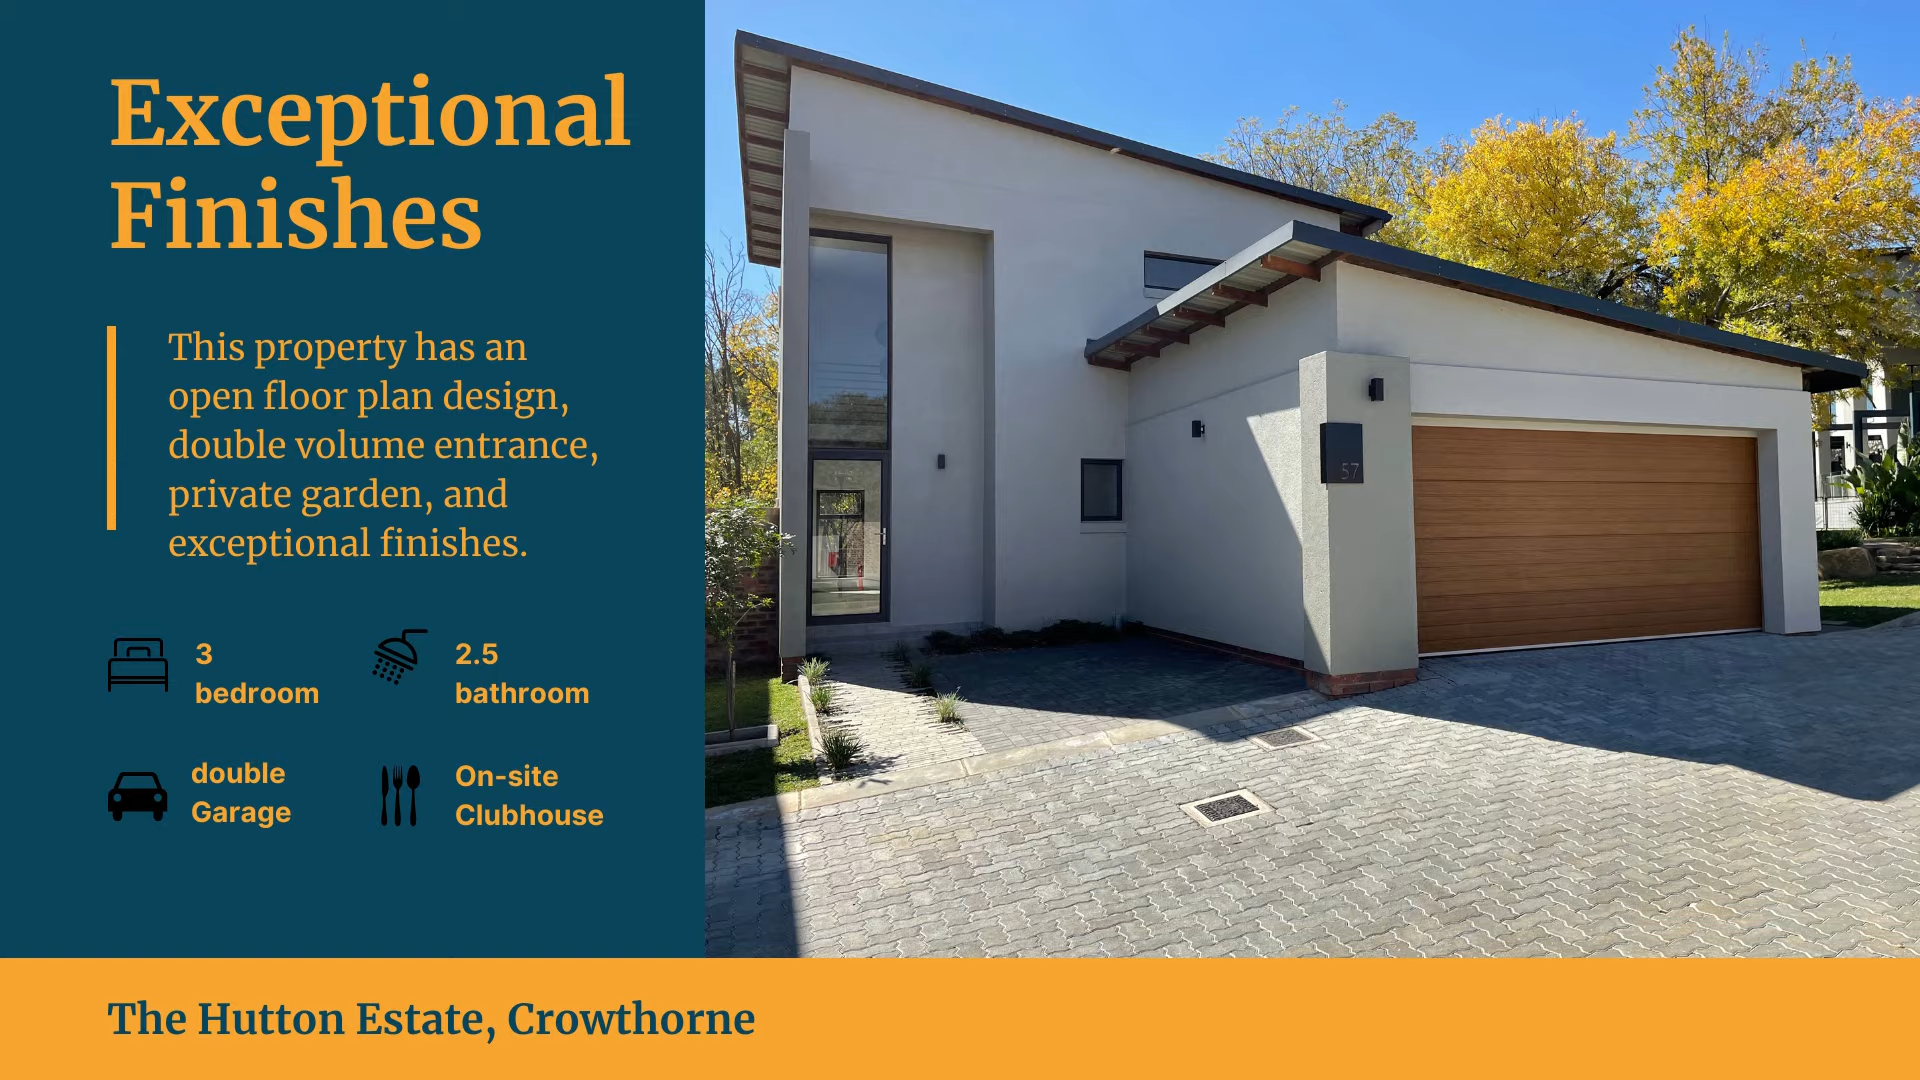 Exceptional
Finishes
This property has an
open floor plan design,
double volume entrance,
private garden, and
exceptional finishes.
3
bedroom
2.5
bathroom
double
Garage
On-site
Clubhouse
57
The Hutton Estate, Crowthorne